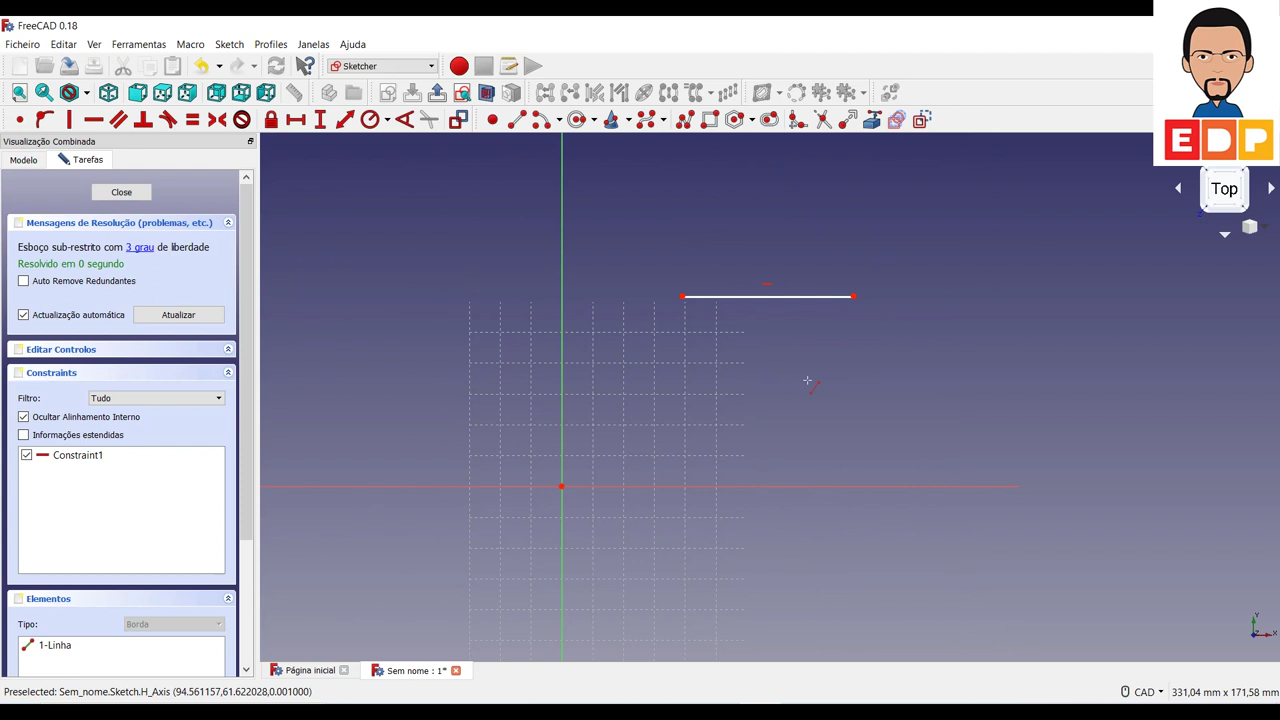 FreeCAD 0.18
Ficheiro Editar Ver Ferramentas Macro Sketch Profiles Janelas Ajuda
Sketcher
Visualização Combinada
Modelo Tarefas
Close
Mensagens de Resolução (problemas, etc.)
Esboço sub-restrito com 3 grau de liberdade
Resolvido em 0 segundo
Auto Remove Redundantes
Actualização automática Atualizar
Editar Controlos
Constraints
Filtro: Tudo
Ocultar Alinhamento Interno
Informações estendidas
Constraint1
Elementos
Tipo: Borda
1-Linha
EDP
Top
Y
Z
X
Página inicial Sem nome : 1*
Preselected: Sem_nome.Sketch.H_Axis (94.561157,61.622028,0.001000) CAD 331,04 mm x 171,58 mm